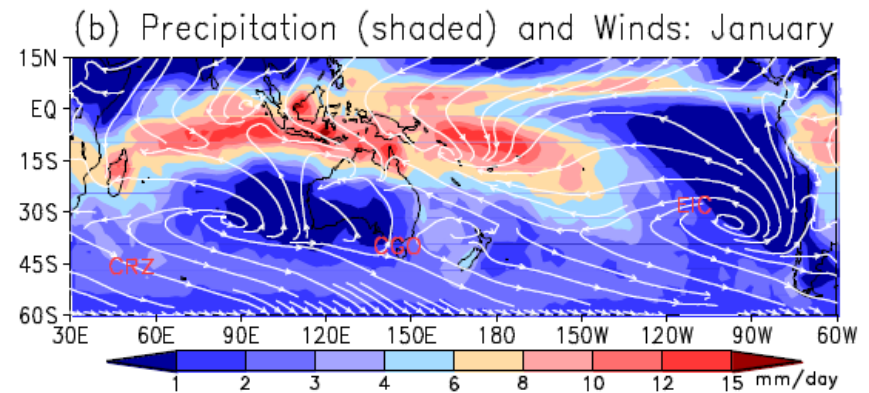 (b) Precipitation (shaded) and Winds: January
15N
EQ
15S
30S
45S
60S
EIC
CGO
CRZ
30E 60E 90E 120E 150E 180 150W 120W 90W 60W
1 2 3 4 6 8 10 12 15 mm/day